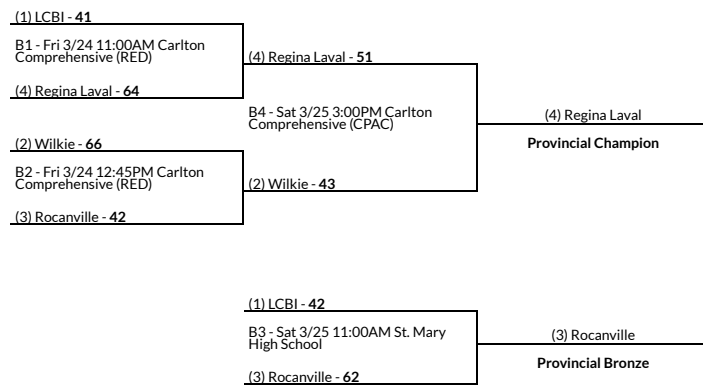 (1) LCBI - 41
B1 - Fri 3/24 11:00AM Carlton
Comprehensive (RED)
(4) Regina Laval - 64
(4) Regina Laval - 51
B4 - Sat 3/25 3:00PM Carlton
Comprehensive (CPAC)
(4) Regina Laval
Provincial Champion
(2) Wilkie - 66
B2 - Fri 3/24 12:45PM Carlton
Comprehensive (RED)
(3) Rocanville - 42
(2) Wilkie - 43
(1) LCBI - 42
B3 - Sat 3/25 11:00AM St. Mary
High School
(3) Rocanville - 62
(3) Rocanville
Provincial Bronze